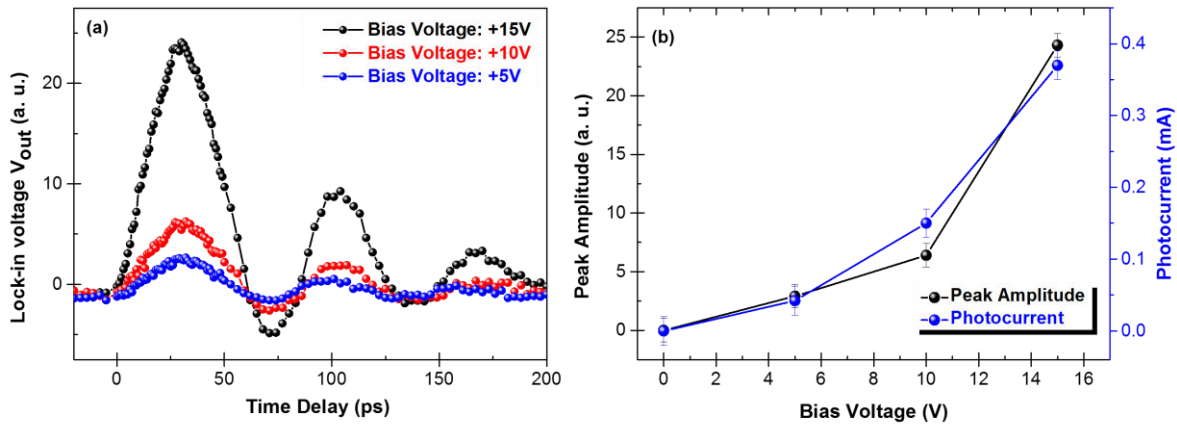 (a)
Bias Voltage: +15V
Bias Voltage: +10V
Bias Voltage: +5V
Lock-in voltage Vout (a. u.)
20
10
0
0
50
100
150
200
Time Delay (ps)
(b)
Peak Amplitude (a. u.)
25
20
15
10
5
0
0
2
4
6
8
10
12
14
16
Bias Voltage (V)
Peak Amplitude
Photocurrent
0.4
0.3
0.2
0.1
0.0
Photocurrent (mA)